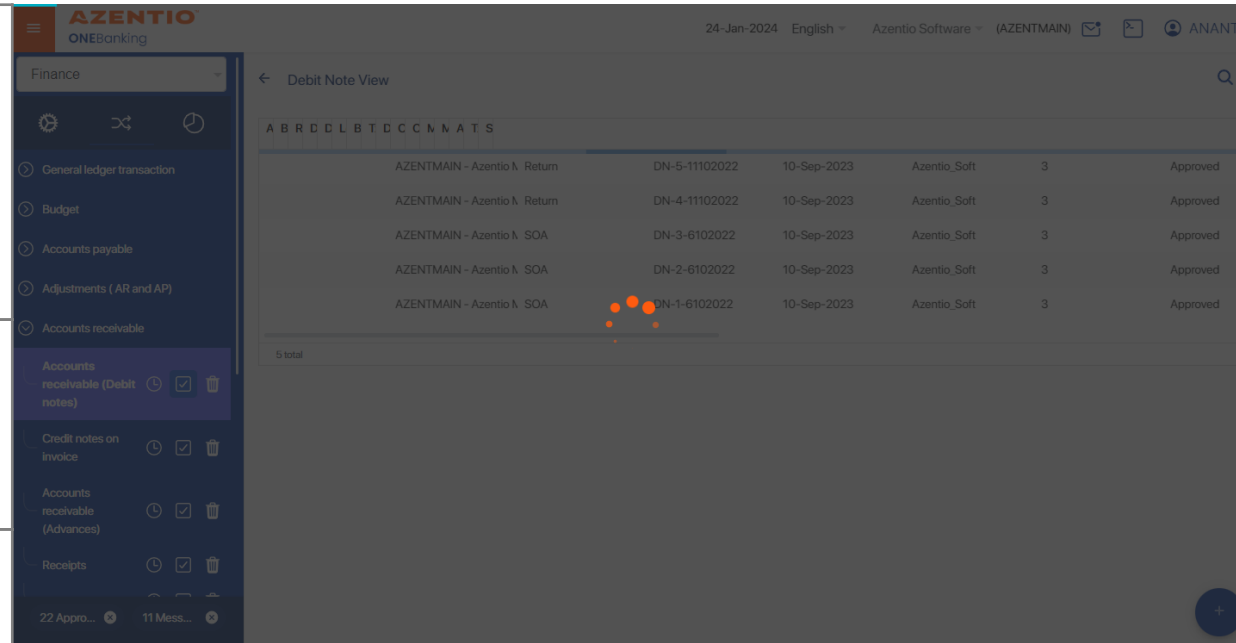 AZENTIO
ONEBanking
24-Jan-2024 English Azentio Software (AZENTMAIN) ANANT
Finance
Debit Note View
A B R D D L B T D C C M M A T S
General ledger transaction
Budget
Accounts payable
Adjustments ( AR and AP)
Accounts receivable
Accounts
receivable (Debit
notes)
Credit notes on
invoice
Accounts
receivable
(Advances)
Receipts
22 Appro... 11 Mess...
AZENTMAIN - Azentio M Return DN-5-11102022 10-Sep-2023 Azentio_Soft 3 Approved
AZENTMAIN - Azentio M Return DN-4-11102022 10-Sep-2023 Azentio_Soft 3 Approved
AZENTMAIN - Azentio M SOA DN-3-6102022 10-Sep-2023 Azentio_Soft 3 Approved
AZENTMAIN - Azentio M SOA DN-2-6102022 10-Sep-2023 Azentio_Soft 3 Approved
AZENTMAIN - Azentio M SOA DN-1-6102022 10-Sep-2023 Azentio_Soft 3 Approved
5 total